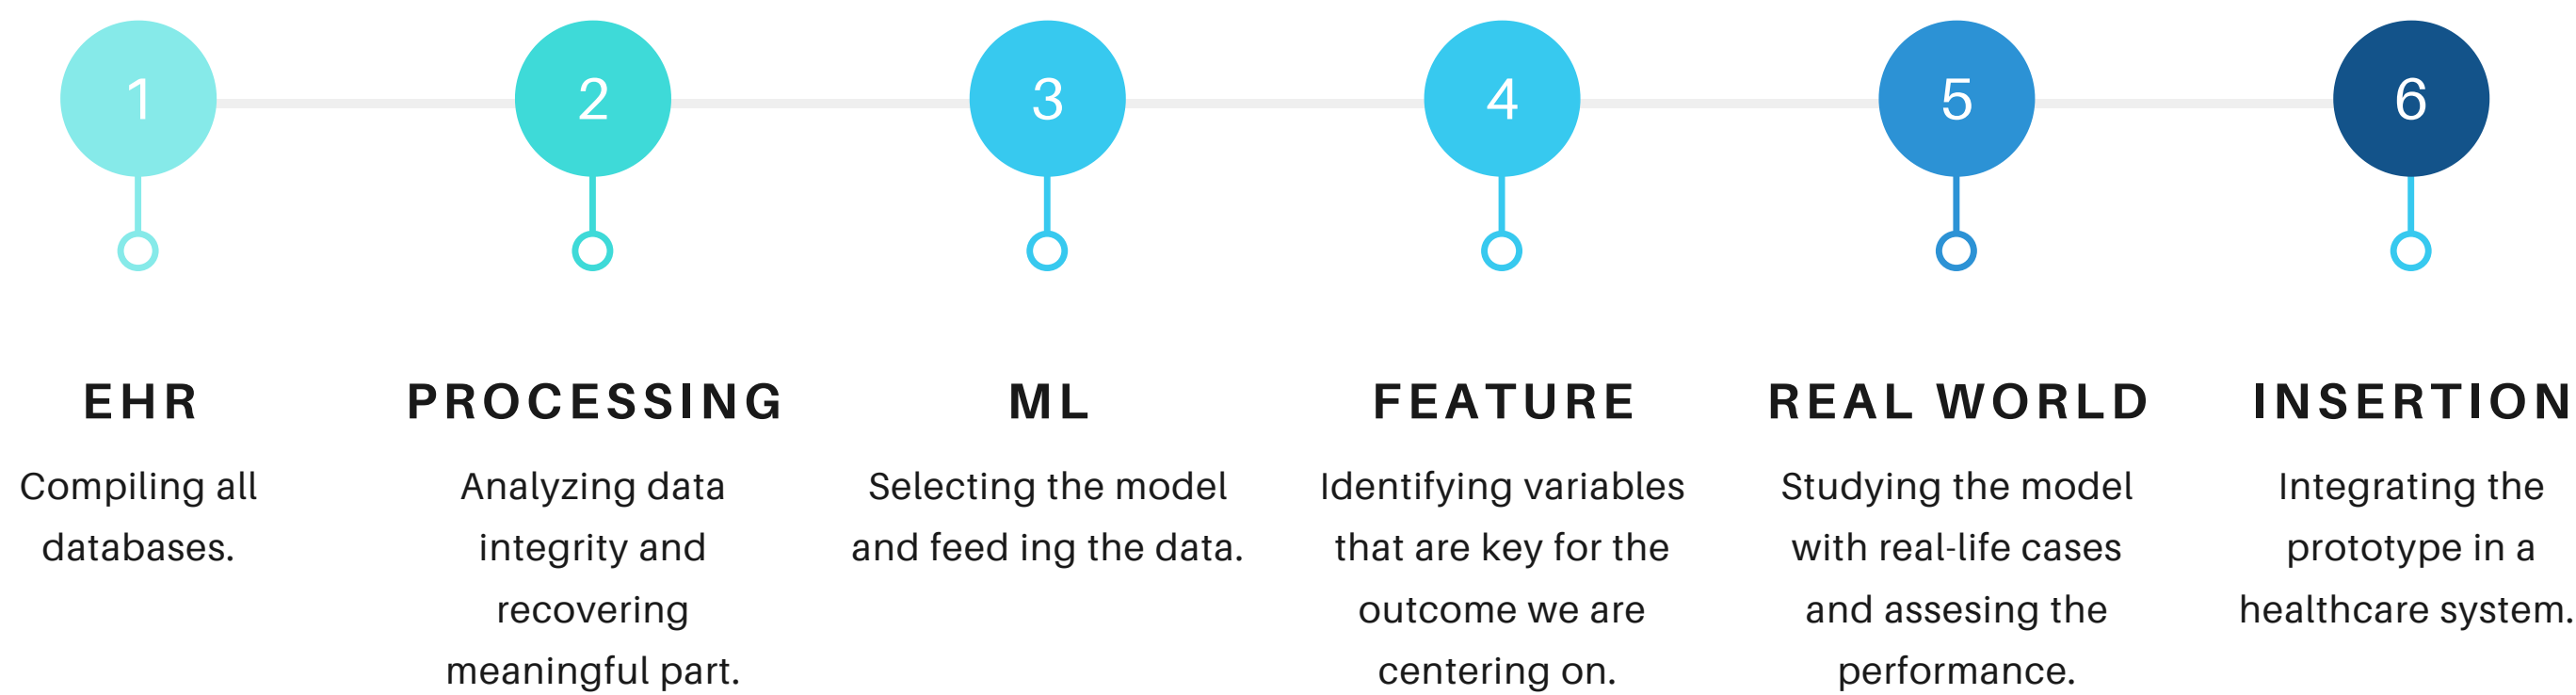 1
2
3
4
5
6
EHR
Compiling all
databases.
PROCESSING
Analyzing data
integrity and
recovering
meaningful part.
ML
Selecting the model
and feed ing the data.
FEATURE
Identifying variables
that are key for the
outcome we are
centering on.
REAL WORLD
Studying the model
with real-life cases
and assesing the
performance.
INSERTION
Integrating the
prototype in a
healthcare system.